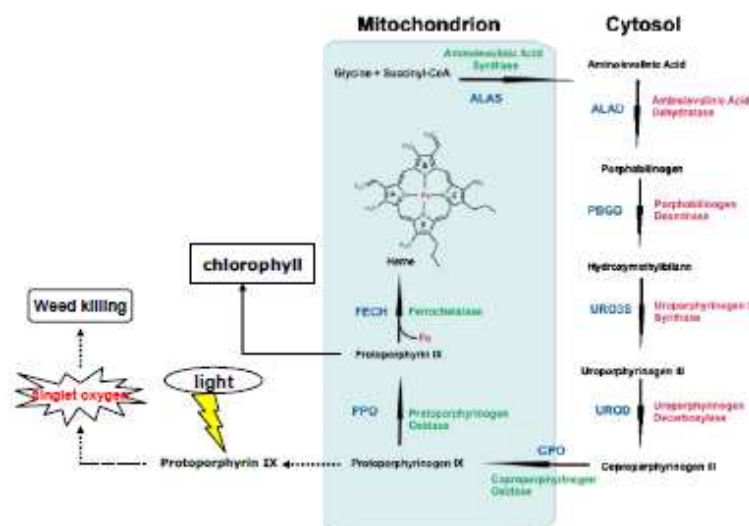 Mitochondrion
Cytosol
Aminolevulinic Acid
Synthase
Glycine + Succinyl-CoA
ALAS
Aminolevulinic Acid
ALAD
Aminolevulinic Acid
Dehydratase
Porphobilinogen
PBGD
Porphobilinogen
Deaminase
Heme
Hydroxymethylbilane
chlorophyll
Weed killing
FECH
Ferrochelatase
Fe
URO3S
Uroporphyrinogen
Synthase
Protoporphyrin IX
light
Singlet oxygen
Uroporphyrinogen III
PPO
Protoporphyrinogen
Oxidase
UROD
Uroporphyrinogen
Decarboxylase
CPO
Protoporphyrin IX
Protoporphyrinogen IX
Coproporphyrinogen
Oxidase
Coproporphyrinogen III